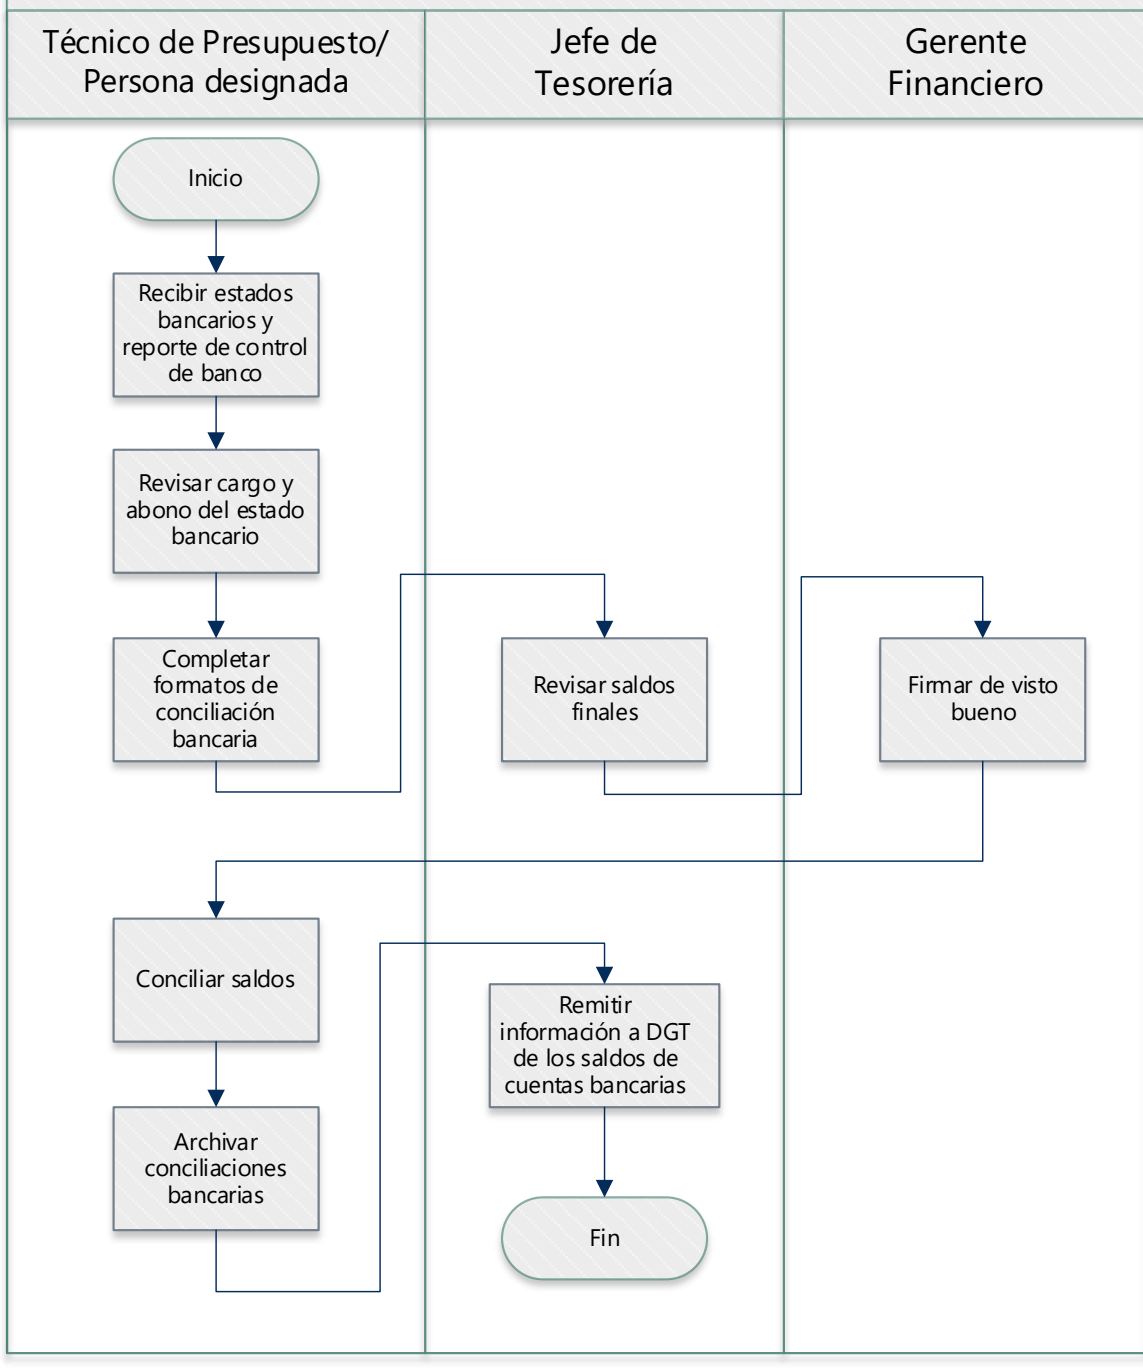 Técnico de Presupuesto/
Persona designada
Jefe de
Tesorería
Gerente
Financiero
Inicio
Recibir estados
bancarios y
reporte de control
de banco
Revisar cargo y
abono del estado
bancario
Completar
formatos de
conciliación
bancaria
Revisar saldos
finales
Firmar de visto
bueno
Conciliar saldos
Archivar
conciliaciones
bancarias
Remitir
información a DGT
de los saldos de
cuentas bancarias
Fin